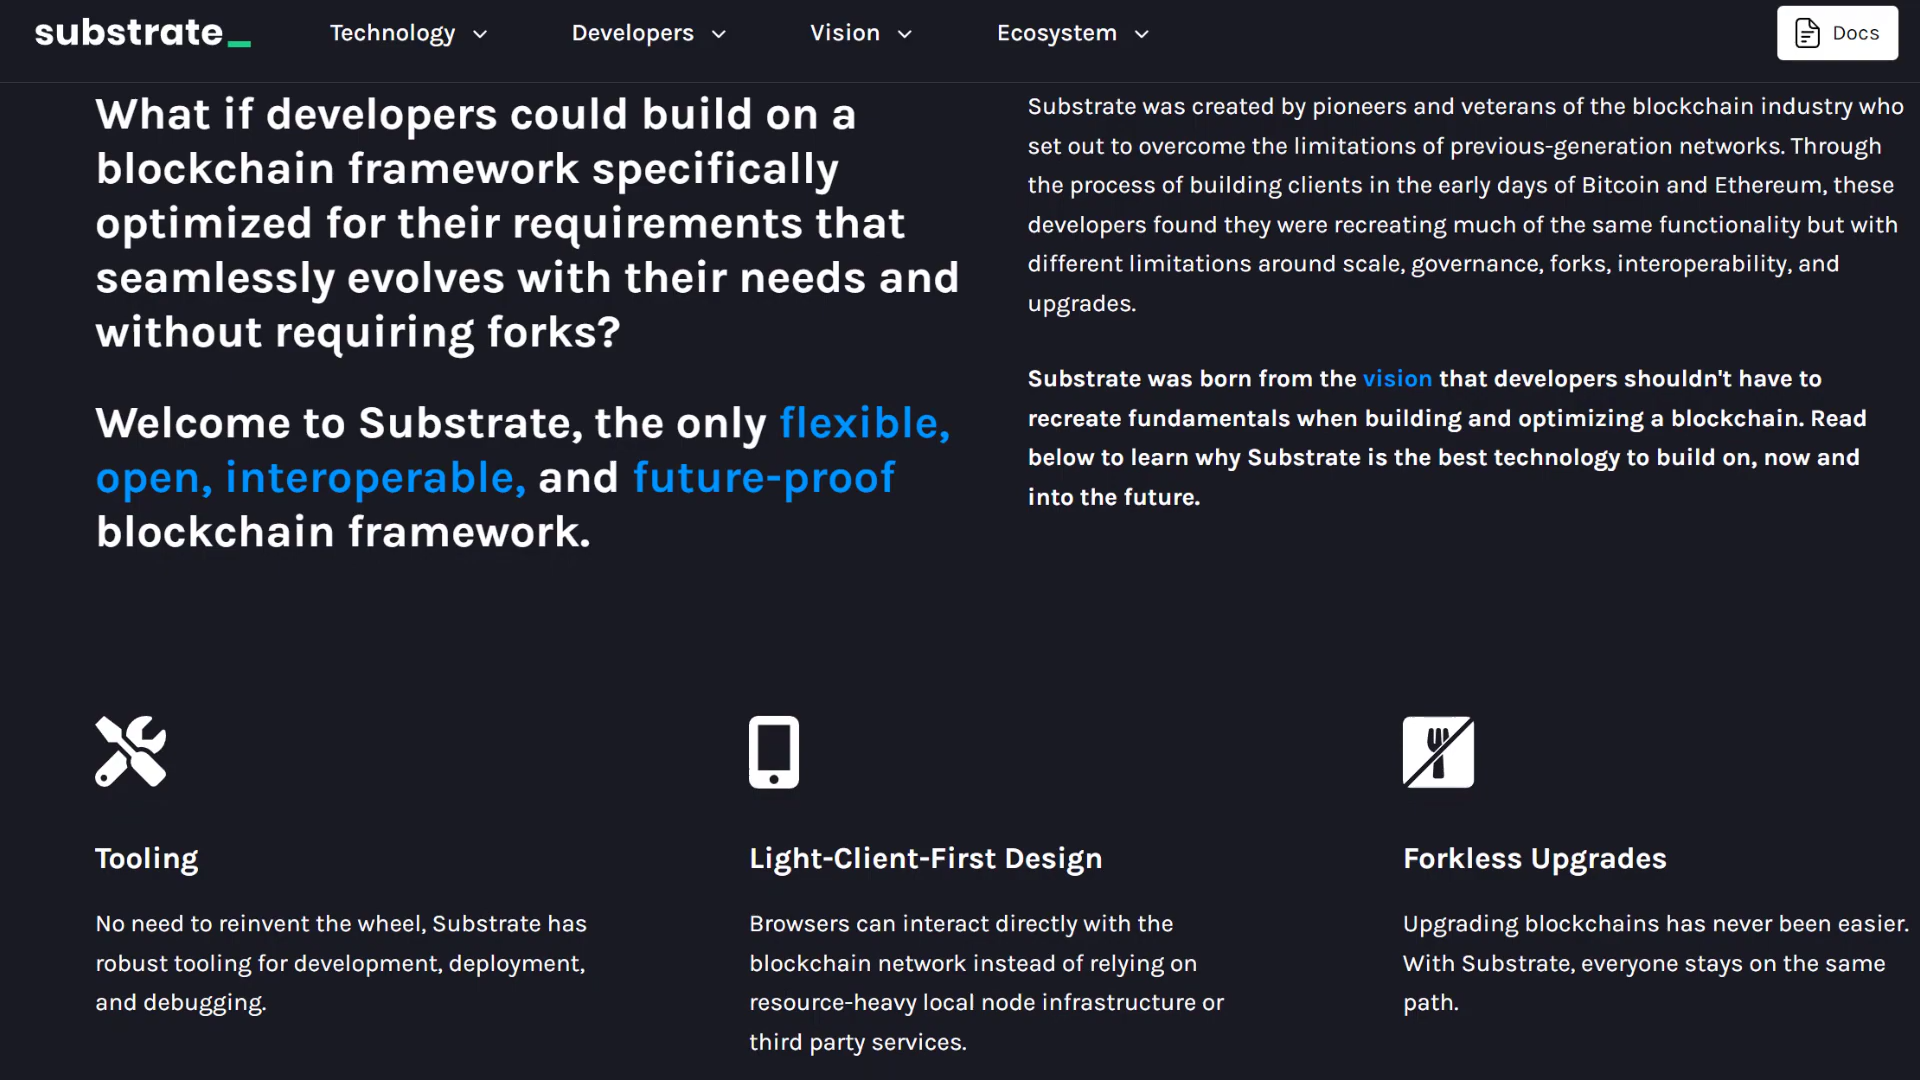 substrate_
Technology
Developers
Vision
Ecosystem
Docs
What if developers could build on a
blockchain framework specifically
optimized for their requirements that
seamlessly evolves with their needs and
without requiring forks?
Welcome to Substrate, the only flexible,
open, interoperable, and future-proof
blockchain framework.
Substrate was created by pioneers and veterans of the blockchain industry who
set out to overcome the limitations of previous-generation networks. Through
the process of building clients in the early days of Bitcoin and Ethereum, these
developers found they were recreating much of the same functionality but with
different limitations around scale, governance, forks, interoperability, and
upgrades.
Substrate was born from the vision that developers shouldn't have to
recreate fundamentals when building and optimizing a blockchain. Read
below to learn why Substrate is the best technology to build on, now and
into the future.
Tooling
No need to reinvent the wheel, Substrate has
robust tooling for development, deployment,
and debugging.
Light-Client-First Design
Browsers can interact directly with the
blockchain network instead of relying on
resource-heavy local node infrastructure or
third party services.
Forkless Upgrades
Upgrading blockchains has never been easier.
With Substrate, everyone stays on the same
path.